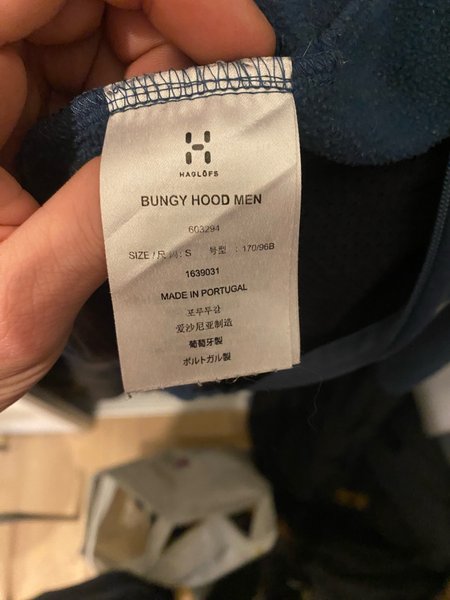 HAGLÖFS
BUNGY HOOD MEN
603294
SIZE / 尺码: S 号型 : 170/96B
1639031
MADE IN PORTUGAL
포루투갈
爱沙尼亚制造
葡萄牙製
ポルトガル製